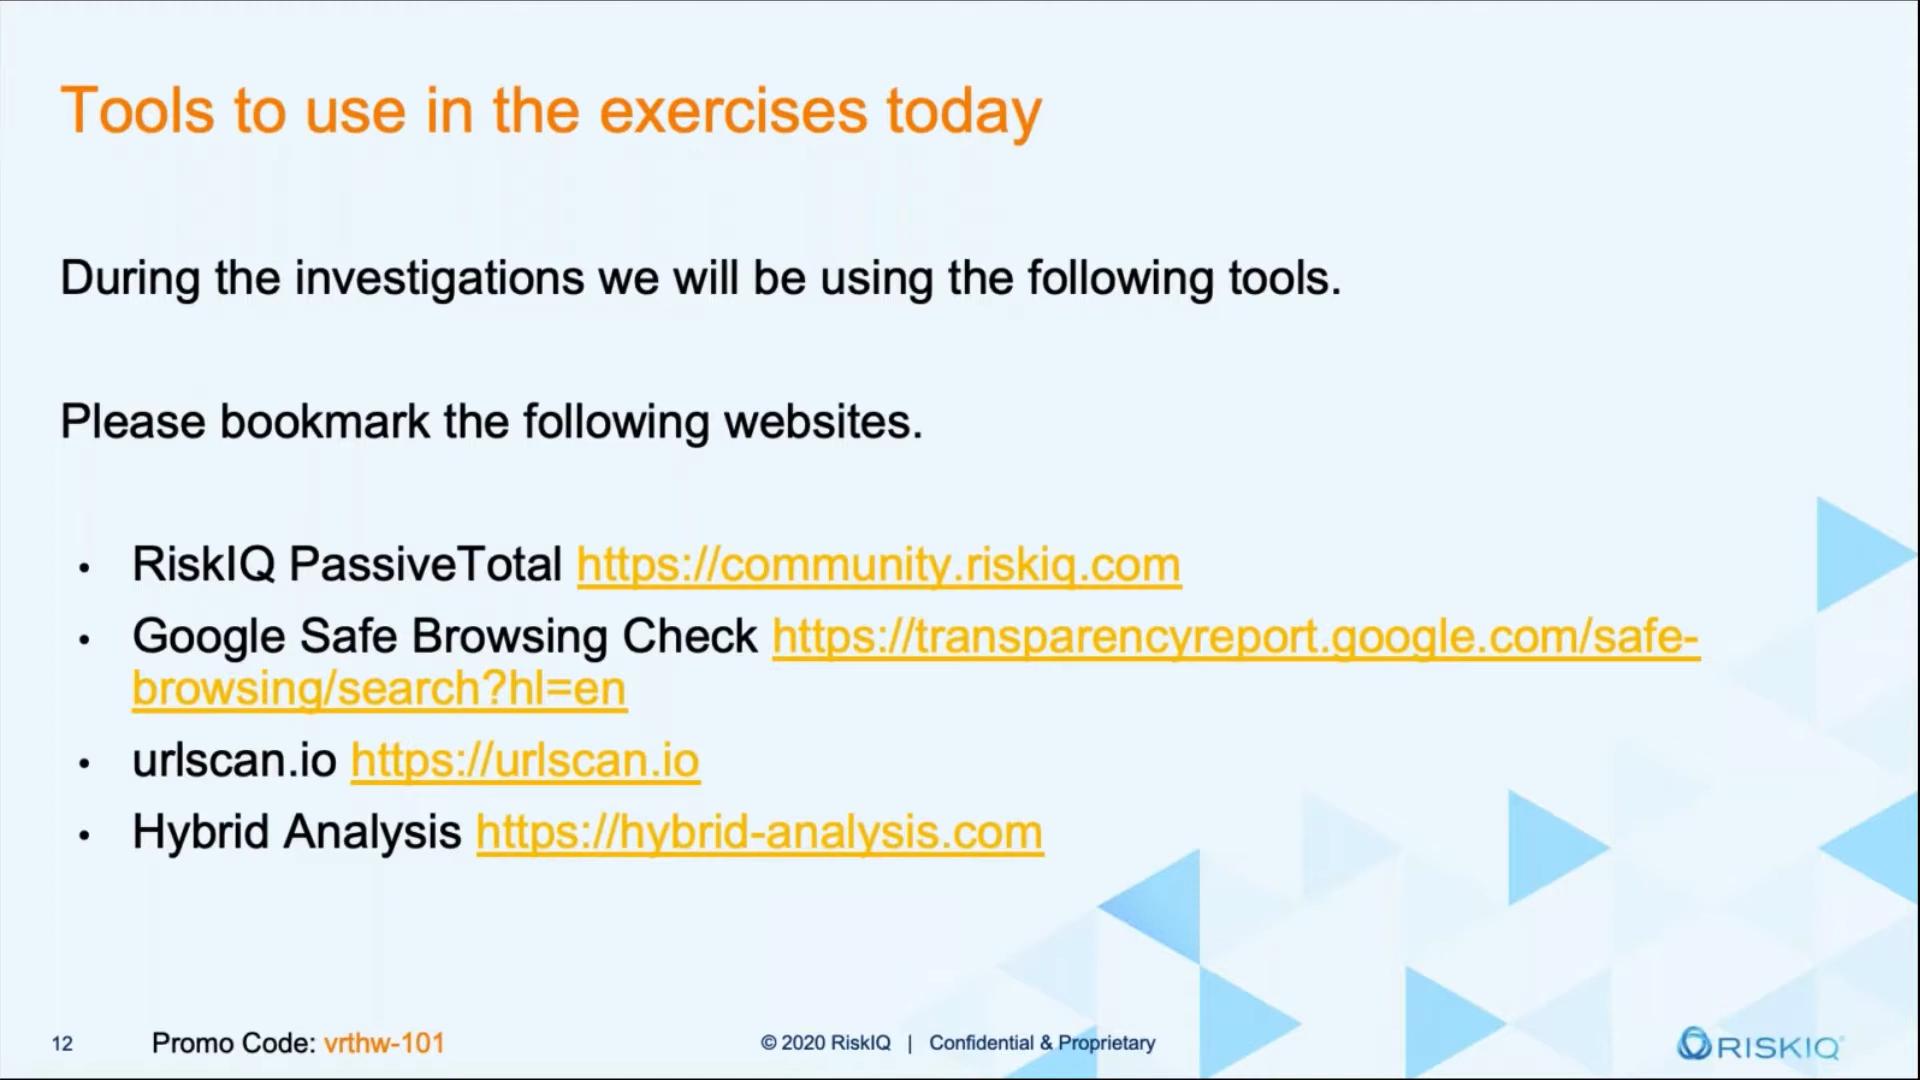 Tools to use in the exercises today
During the investigations we will be using the following tools.
Please bookmark the following websites.
• RiskIQ PassiveTotal https://community.riskiq.com
• Google Safe Browsing Check https://transparencyreport.google.com/safe-
browsing/search?hl=en
• urlscan.io https://urlscan.io
• Hybrid Analysis https://hybrid-analysis.com
12 Promo Code: vrthw-101 © 2020 RiskIQ | Confidential & Proprietary RISKIQ